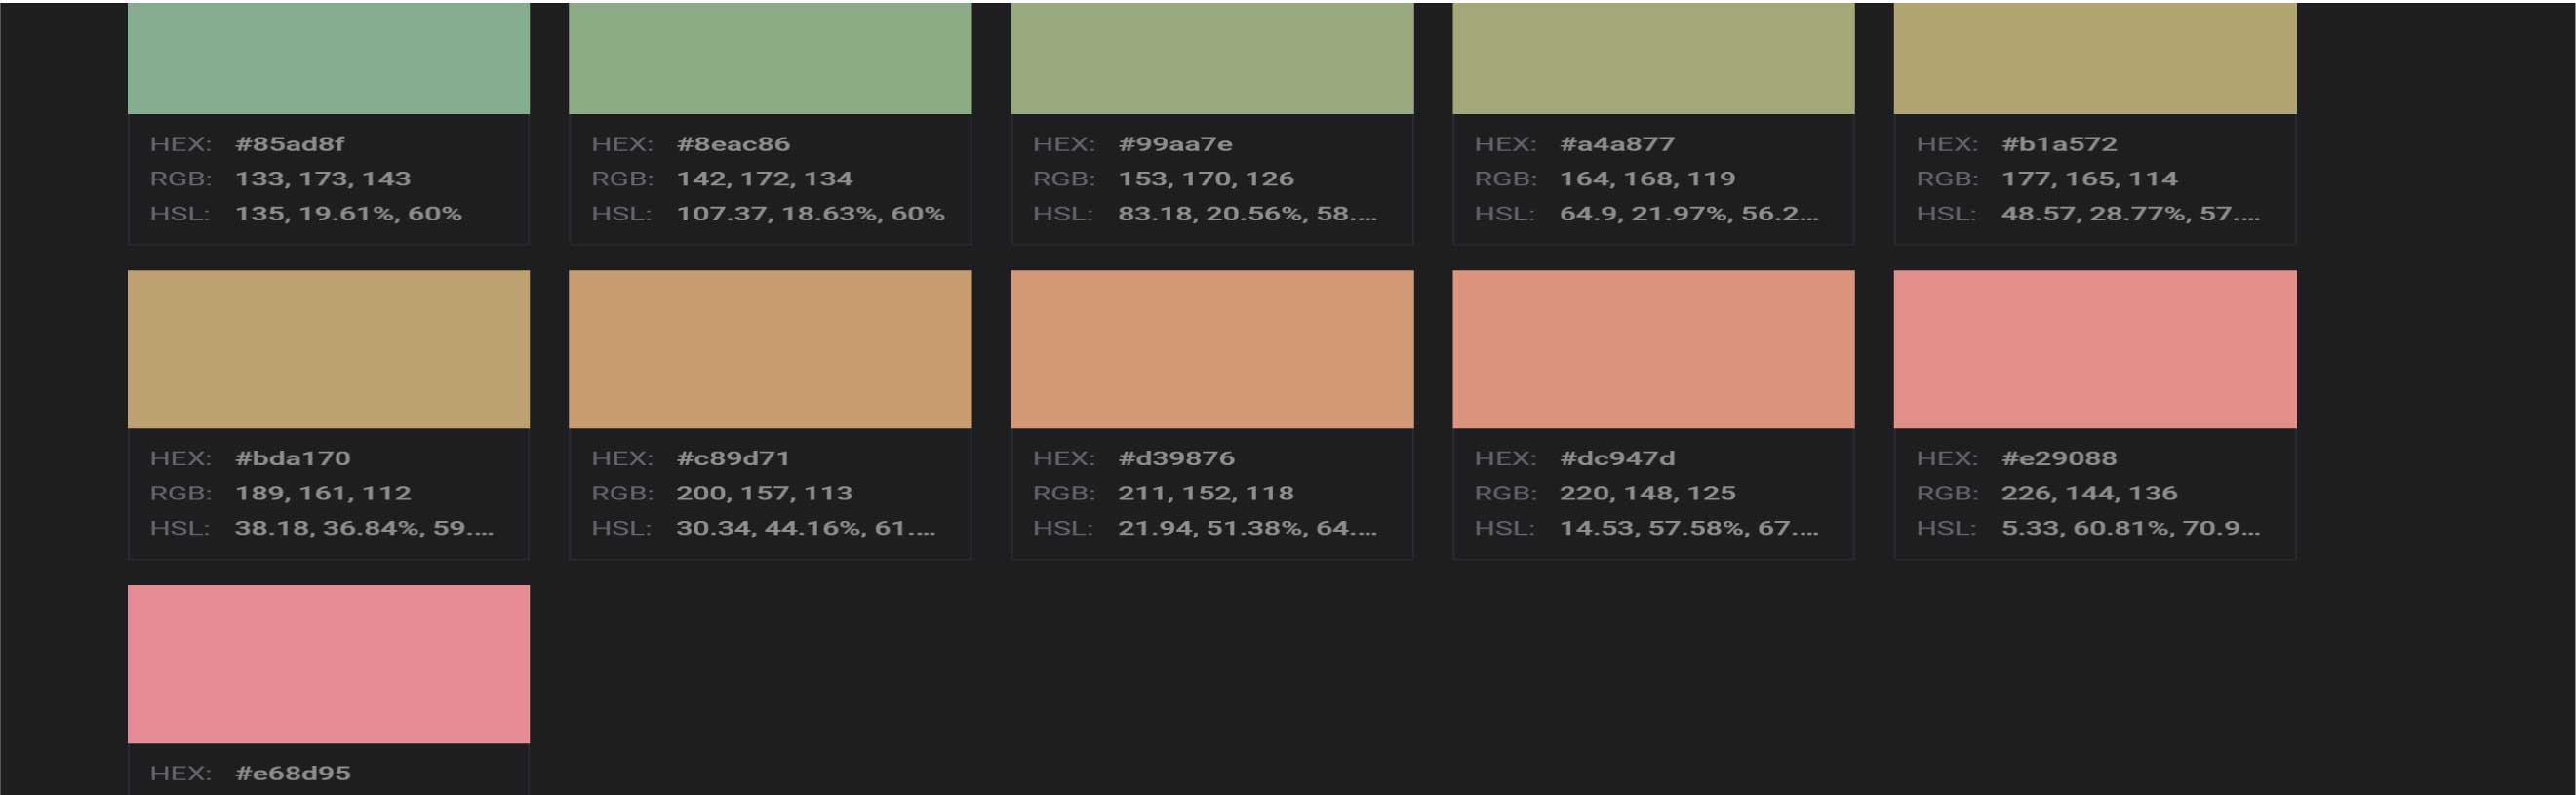 HEX: #85ad8f
RGB: 133, 173, 143
HSL: 135, 19.61%, 60%
HEX: #8eac86
RGB: 142, 172, 134
HSL: 107.37, 18.63%, 60%
HEX: #99aa7e
RGB: 153, 170, 126
HSL: 83.18, 20.56%, 58....
HEX: #a4a877
RGB: 164, 168, 119
HSL: 64.9, 21.97%, 56.2...
HEX: #b1a572
RGB: 177, 165, 114
HSL: 48.57, 28.77%, 57....
HEX: #bda170
RGB: 189, 161, 112
HSL: 38.18, 36.84%, 59....
HEX: #c89d71
RGB: 200, 157, 113
HSL: 30.34, 44.16%, 61....
HEX: #d39876
RGB: 211, 152, 118
HSL: 21.94, 51.38%, 64....
HEX: #dc947d
RGB: 220, 148, 125
HSL: 14.53, 57.58%, 67....
HEX: #e29088
RGB: 226, 144, 136
HSL: 5.33, 60.81%, 70.9...
HEX: #e68d95